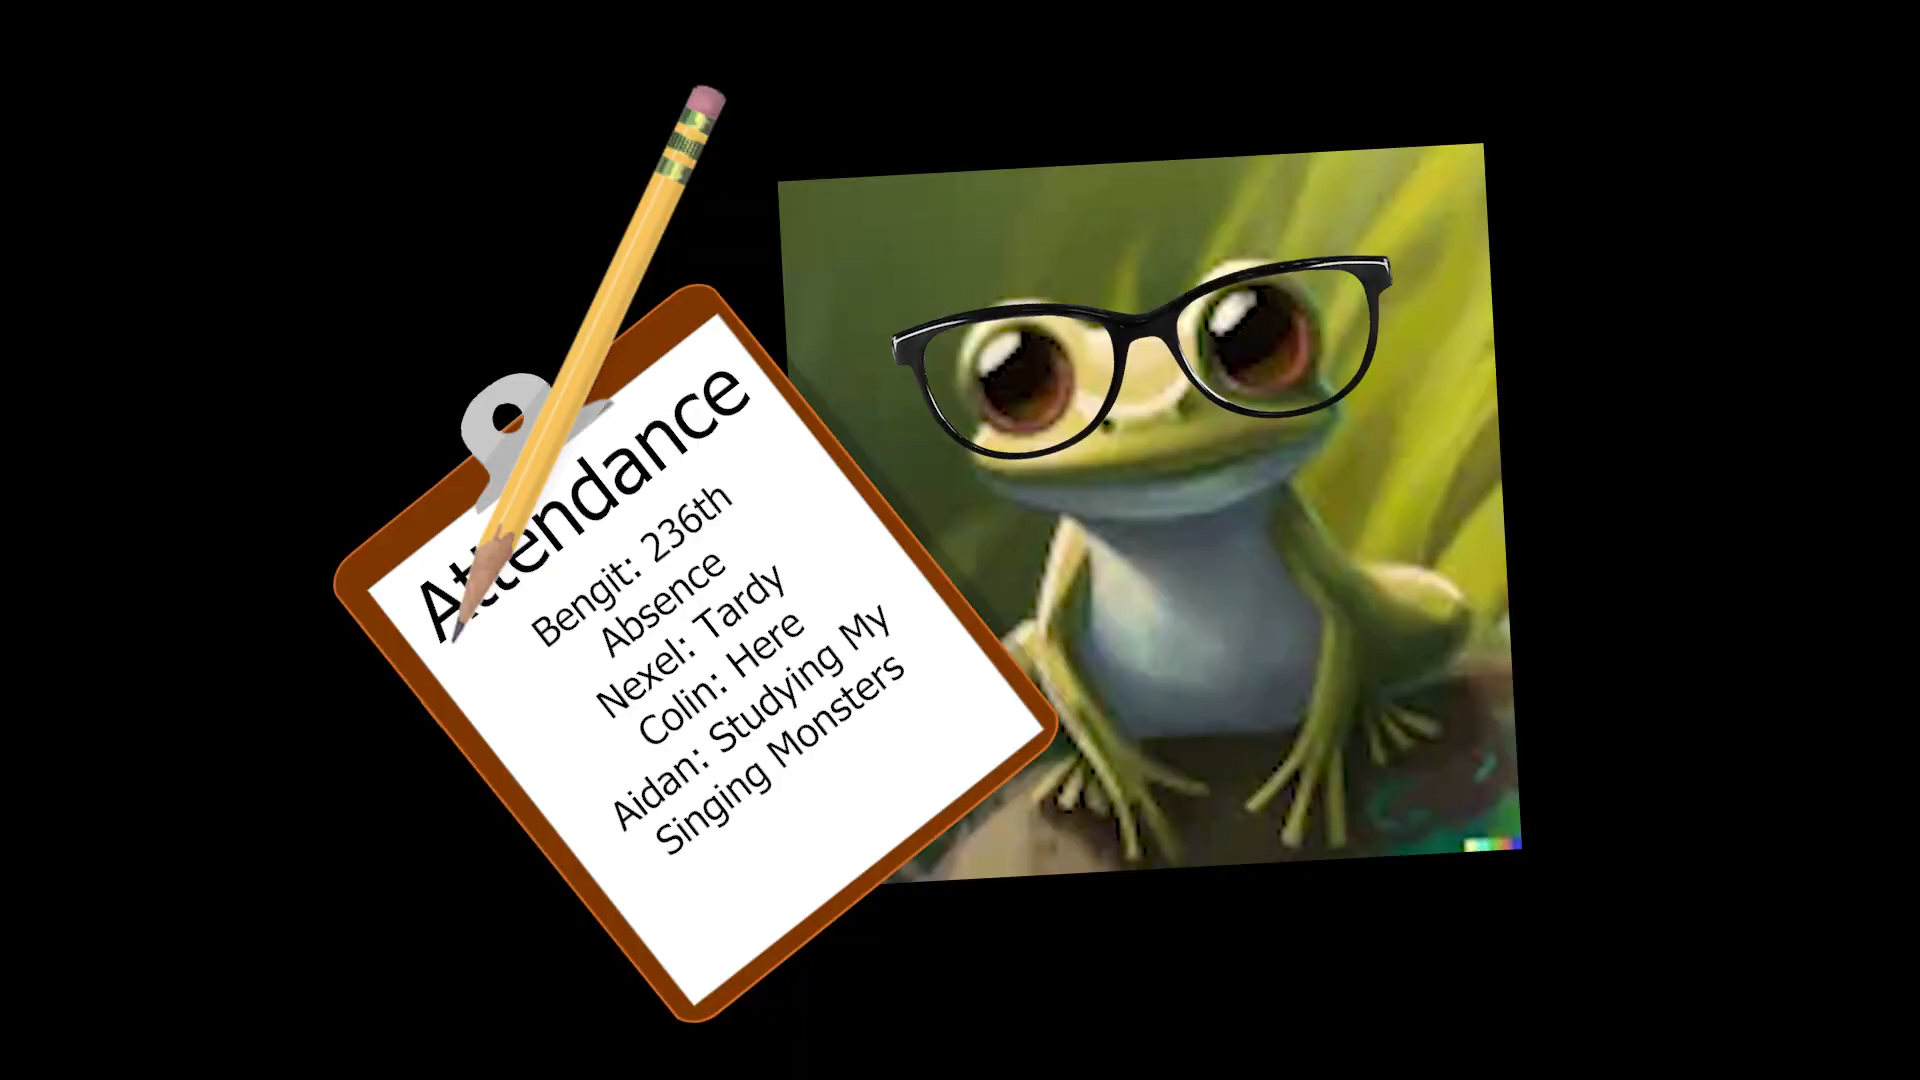 Attendance
Bengit: 236th
Absence
Nexel: Tardy
Colin: Here
Aidan: Studying My
Singing Monsters